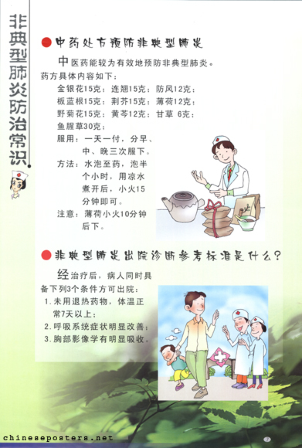 非典型肺炎防治常识
中药处方预防非典型肺炎
中医药能较为有效地预防非典型肺炎。
药方具体内容如下：
金银花15克；连翘15克；防风12克；
板蓝根15克；荆芥15克；薄荷12克；
野菊花15克；黄芩12克；甘草 6克；
鱼腥草30克；
服用：一天一付，分早、
中、晚三次服下。
方法：水泡至药，泡半
个小时，用凉水
煮开后，小火15
分钟即可。
注意：薄荷小火10分钟
后下。
非典型肺炎出院诊断参考标准是什么？
经治疗后，病人同时具
备下列3个条件方可出院：
1.未用退热药物，体温正
常7天以上；
2.呼吸系统症状明显改善；
3.胸部影像学有明显吸收。
chineseposters.net